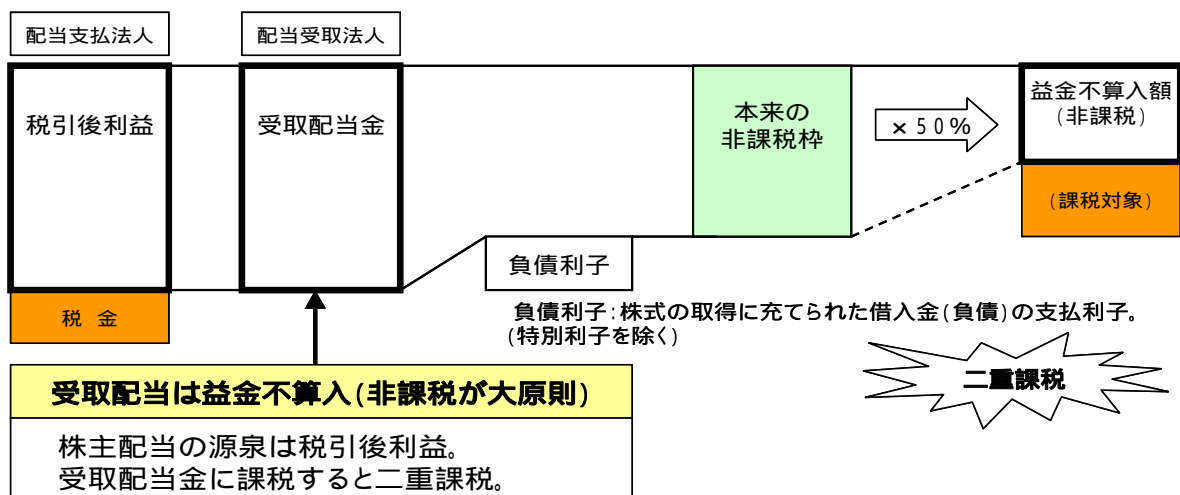 配当支払法人
配当受取法人
税引後利益
受取配当金
本来の
非課税枠
×50%
益金不算入額
(非課税)
(課税対象)
負債利子
税 金
負債利子:株式の取得に充てられた借入金(負債)の支払利子。
(特別利子を除く)
二重課税
受取配当は益金不算入(非課税が大原則)
株主配当の源泉は税引後利益。
受取配当金に課税すると二重課税。